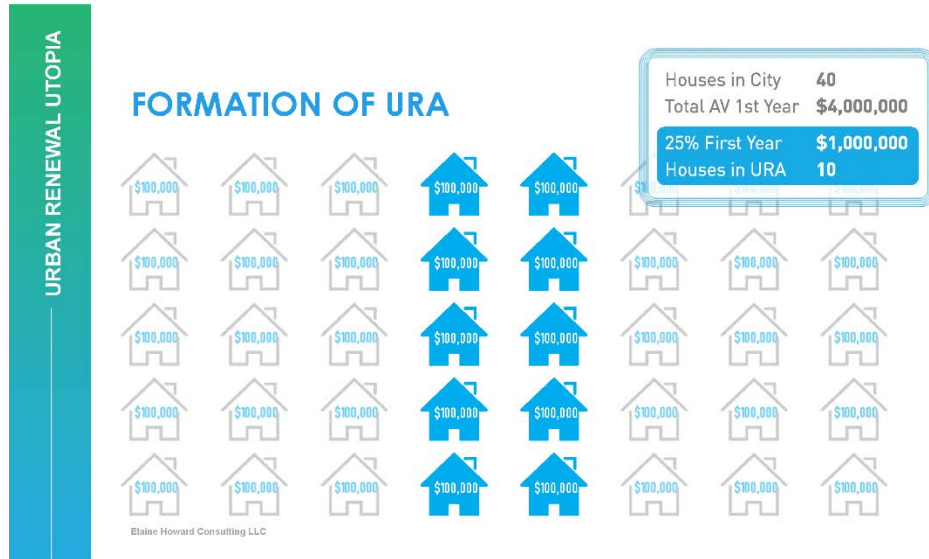 URBAN RENEWAL UTOPIA
FORMATION OF URA
Houses in City 40
Total AV 1st Year $4,000,000
25% First Year $1,000,000
Houses in URA 10
$100,000 $100,000 $100,000 $100,000 $100,000
$100,000 $100,000 $100,000 $100,000 $100,000 $100,000 $100,000 $100,000
$100,000 $100,000 $100,000 $100,000 $100,000 $100,000 $100,000 $100,000
$100,000 $100,000 $100,000 $100,000 $100,000 $100,000 $100,000 $100,000
$100,000 $100,000 $100,000 $100,000 $100,000 $100,000 $100,000 $100,000
Elaine Howard Consulting LLC